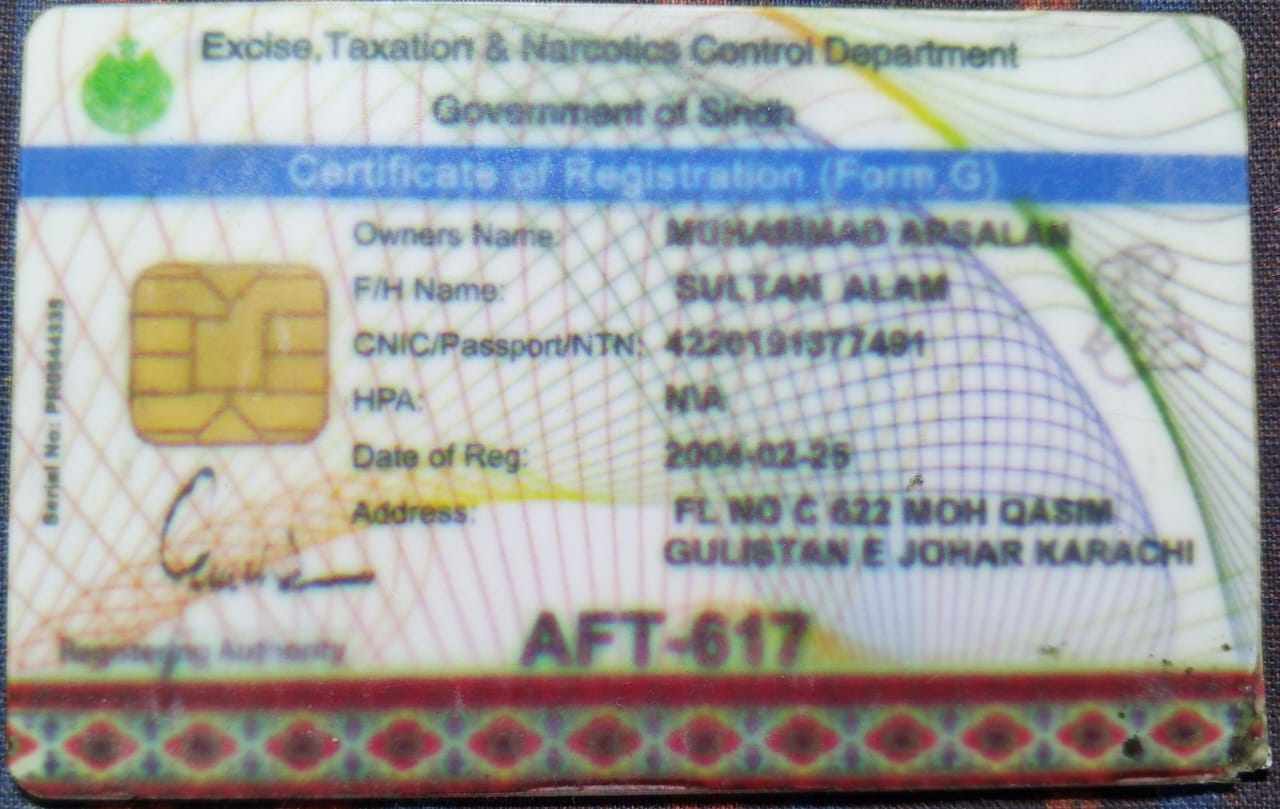 Excise, Taxation & Narcotics Control Department
Government of Sindh
Certificate of Registration (Form G)
Owners Name: MUHAMMAD ARSALAN
F/H Name: SULTAN ALAM
CNIC/Passport/NTN: 4220191377491
HPA: N\A
Date of Reg: 2004-02-25
Address: FL NO C 622 MOH QASIM
GULISTAN E JOHAR KARACHI
Serial No:
Registering Authority
AFT-617